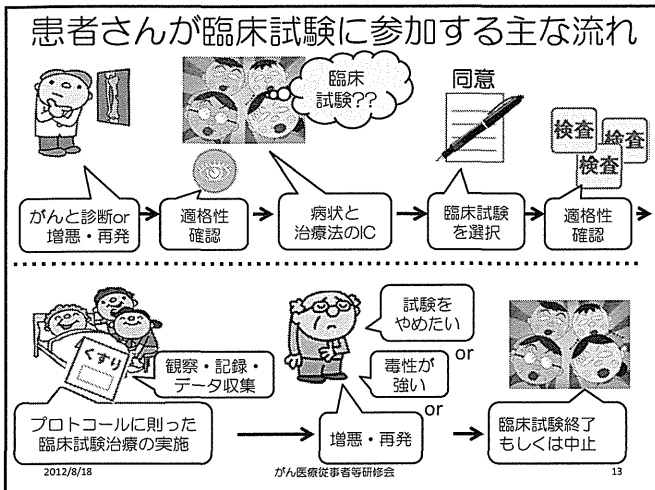 患者さんが臨床試験に参加する主な流れ
臨床
試験??
同意
検査
検査
検査
がんと診断or
増悪・再発
適格性
確認
病状と
治療法のIC
臨床試験
を選択
適格性
確認
くすり
観察・記録・
データ収集
プロトコールに則った
臨床試験治療の実施
試験を
やめたい
or
毒性が
強い
or
増悪・再発
臨床試験終了
もしくは中止
2012/8/18
がん医療従事者等研修会
13